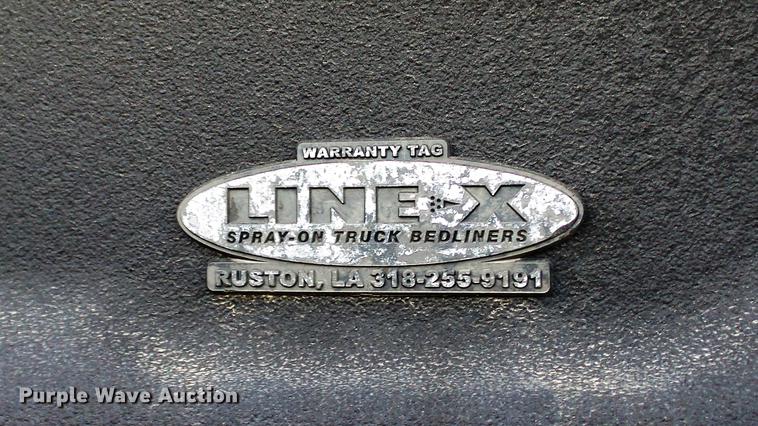 WARRANTY TAG
LINE-X
SPRAY-ON TRUCK BEDLINERS
RUSTON, LA 318-255-9191
Purple Wave Auction